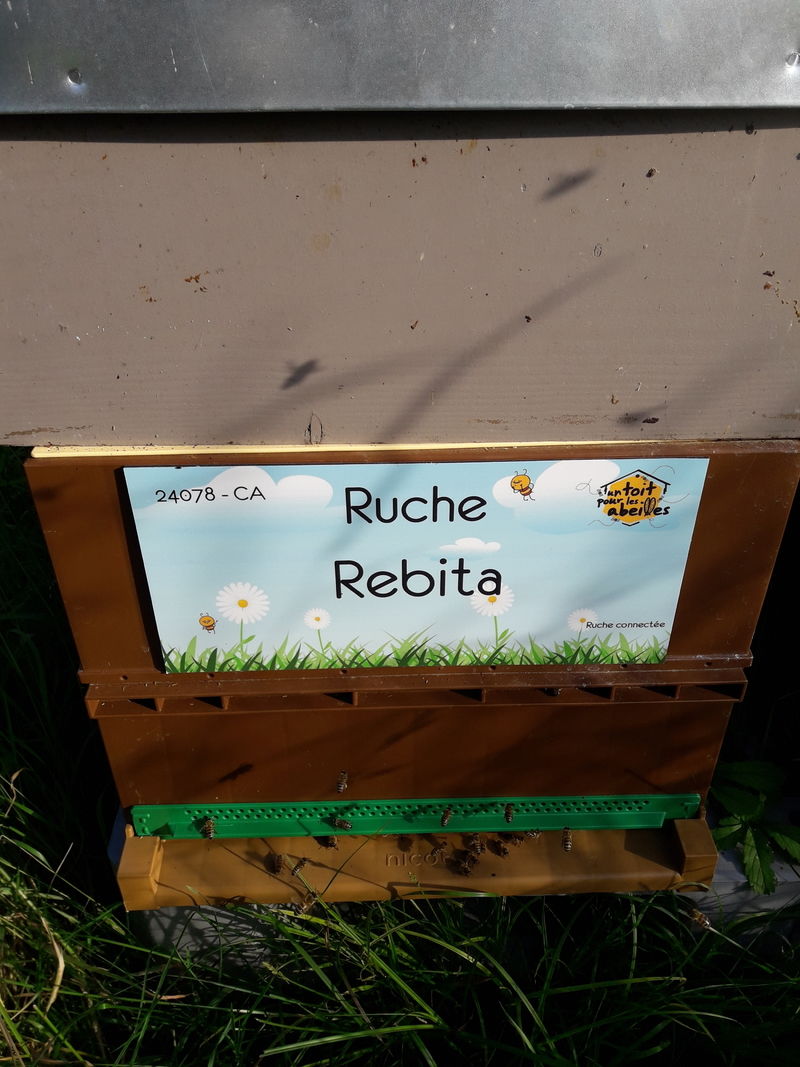 24078 - CA
Ruche
Rebita
un toit
pour les
abeilles
Ruche connectée
nicot